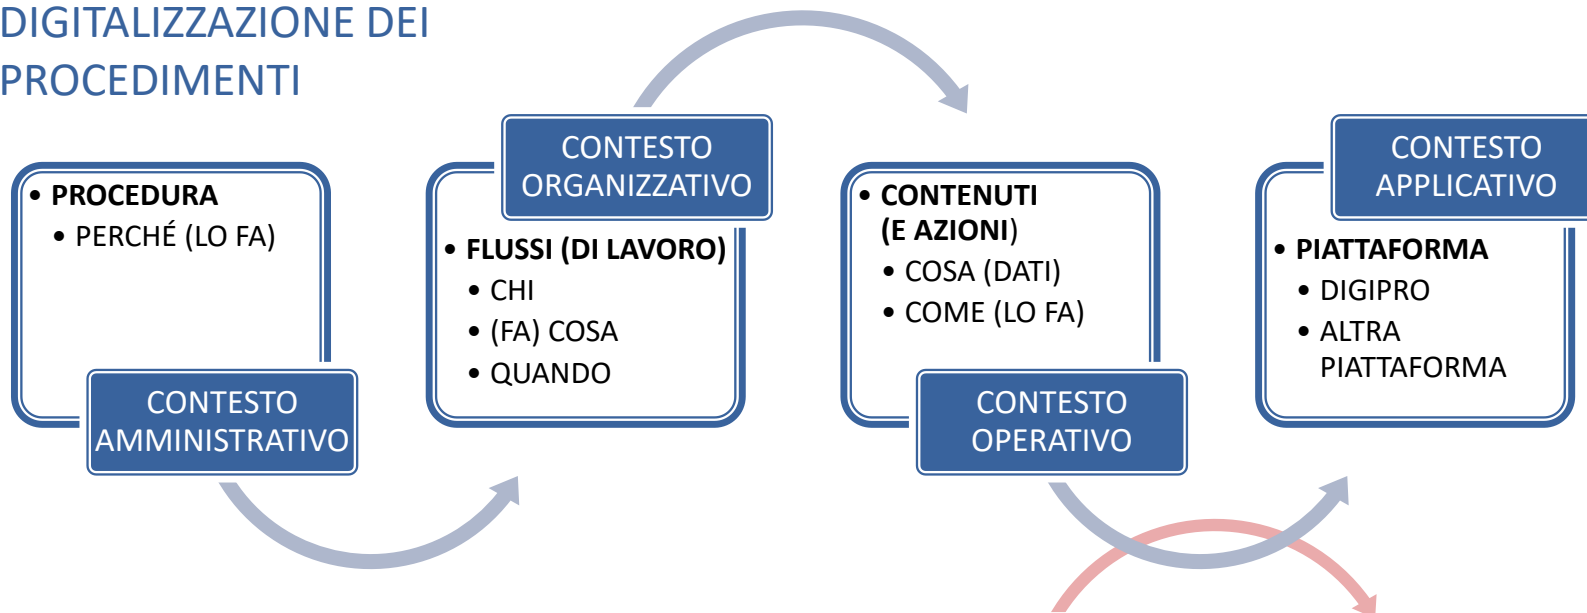 DIGITALIZZAZIONE DEI
PROCEDIMENTI
• PROCEDURA
• PERCHÉ (LO FA)
CONTESTO
AMMINISTRATIVO
CONTESTO
ORGANIZZATIVO
• FLUSSI (DI LAVORO)
• CHI
• (FA) COSA
• QUANDO
• CONTENUTI
(E AZIONI)
• COSA (DATI)
• COME (LO FA)
CONTESTO
OPERATIVO
CONTESTO
APPLICATIVO
• PIATTAFORMA
• DIGIPRO
• ALTRA
PIATTAFORMA